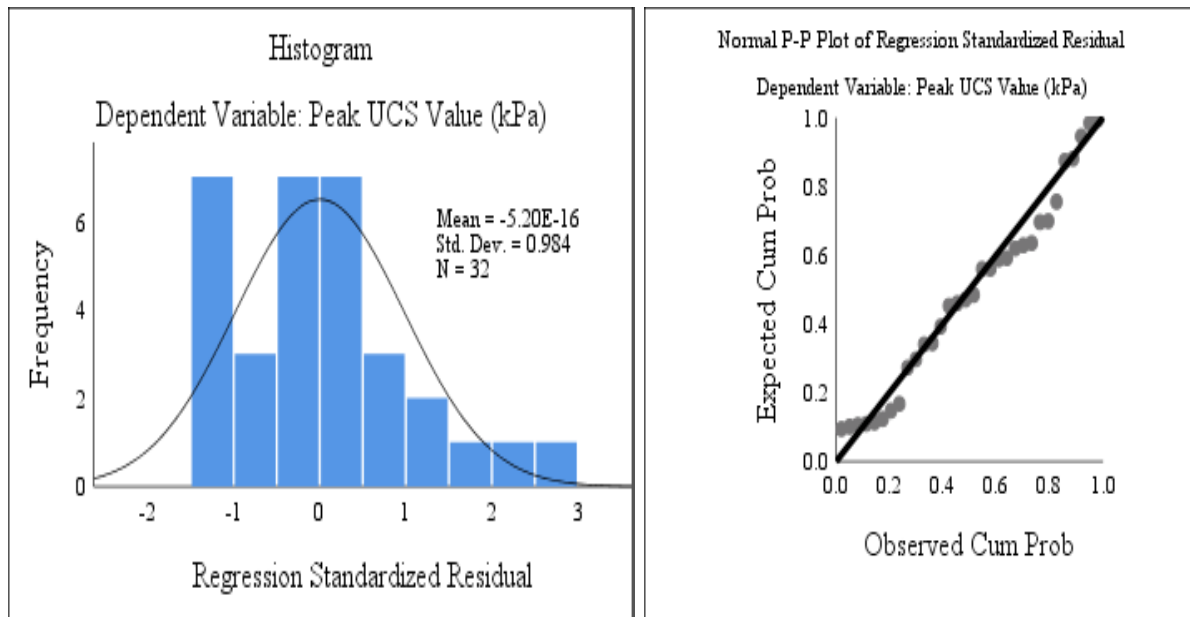 Histogram
Dependent Variable: Peak UCS Value (kPa)
Mean = -5.20E-16
Std. Dev. = 0.984
N = 32
Frequency
6
4
2
0
-2
-1
0
1
2
3
Regression Standardized Residual
Normal P-P Plot of Regression Standardized Residual
Dependent Variable: Peak UCS Value (kPa)
Expected Cum Prob
1.0
0.8
0.6
0.4
0.2
0.0
0.0
0.2
0.4
0.6
0.8
1.0
Observed Cum Prob